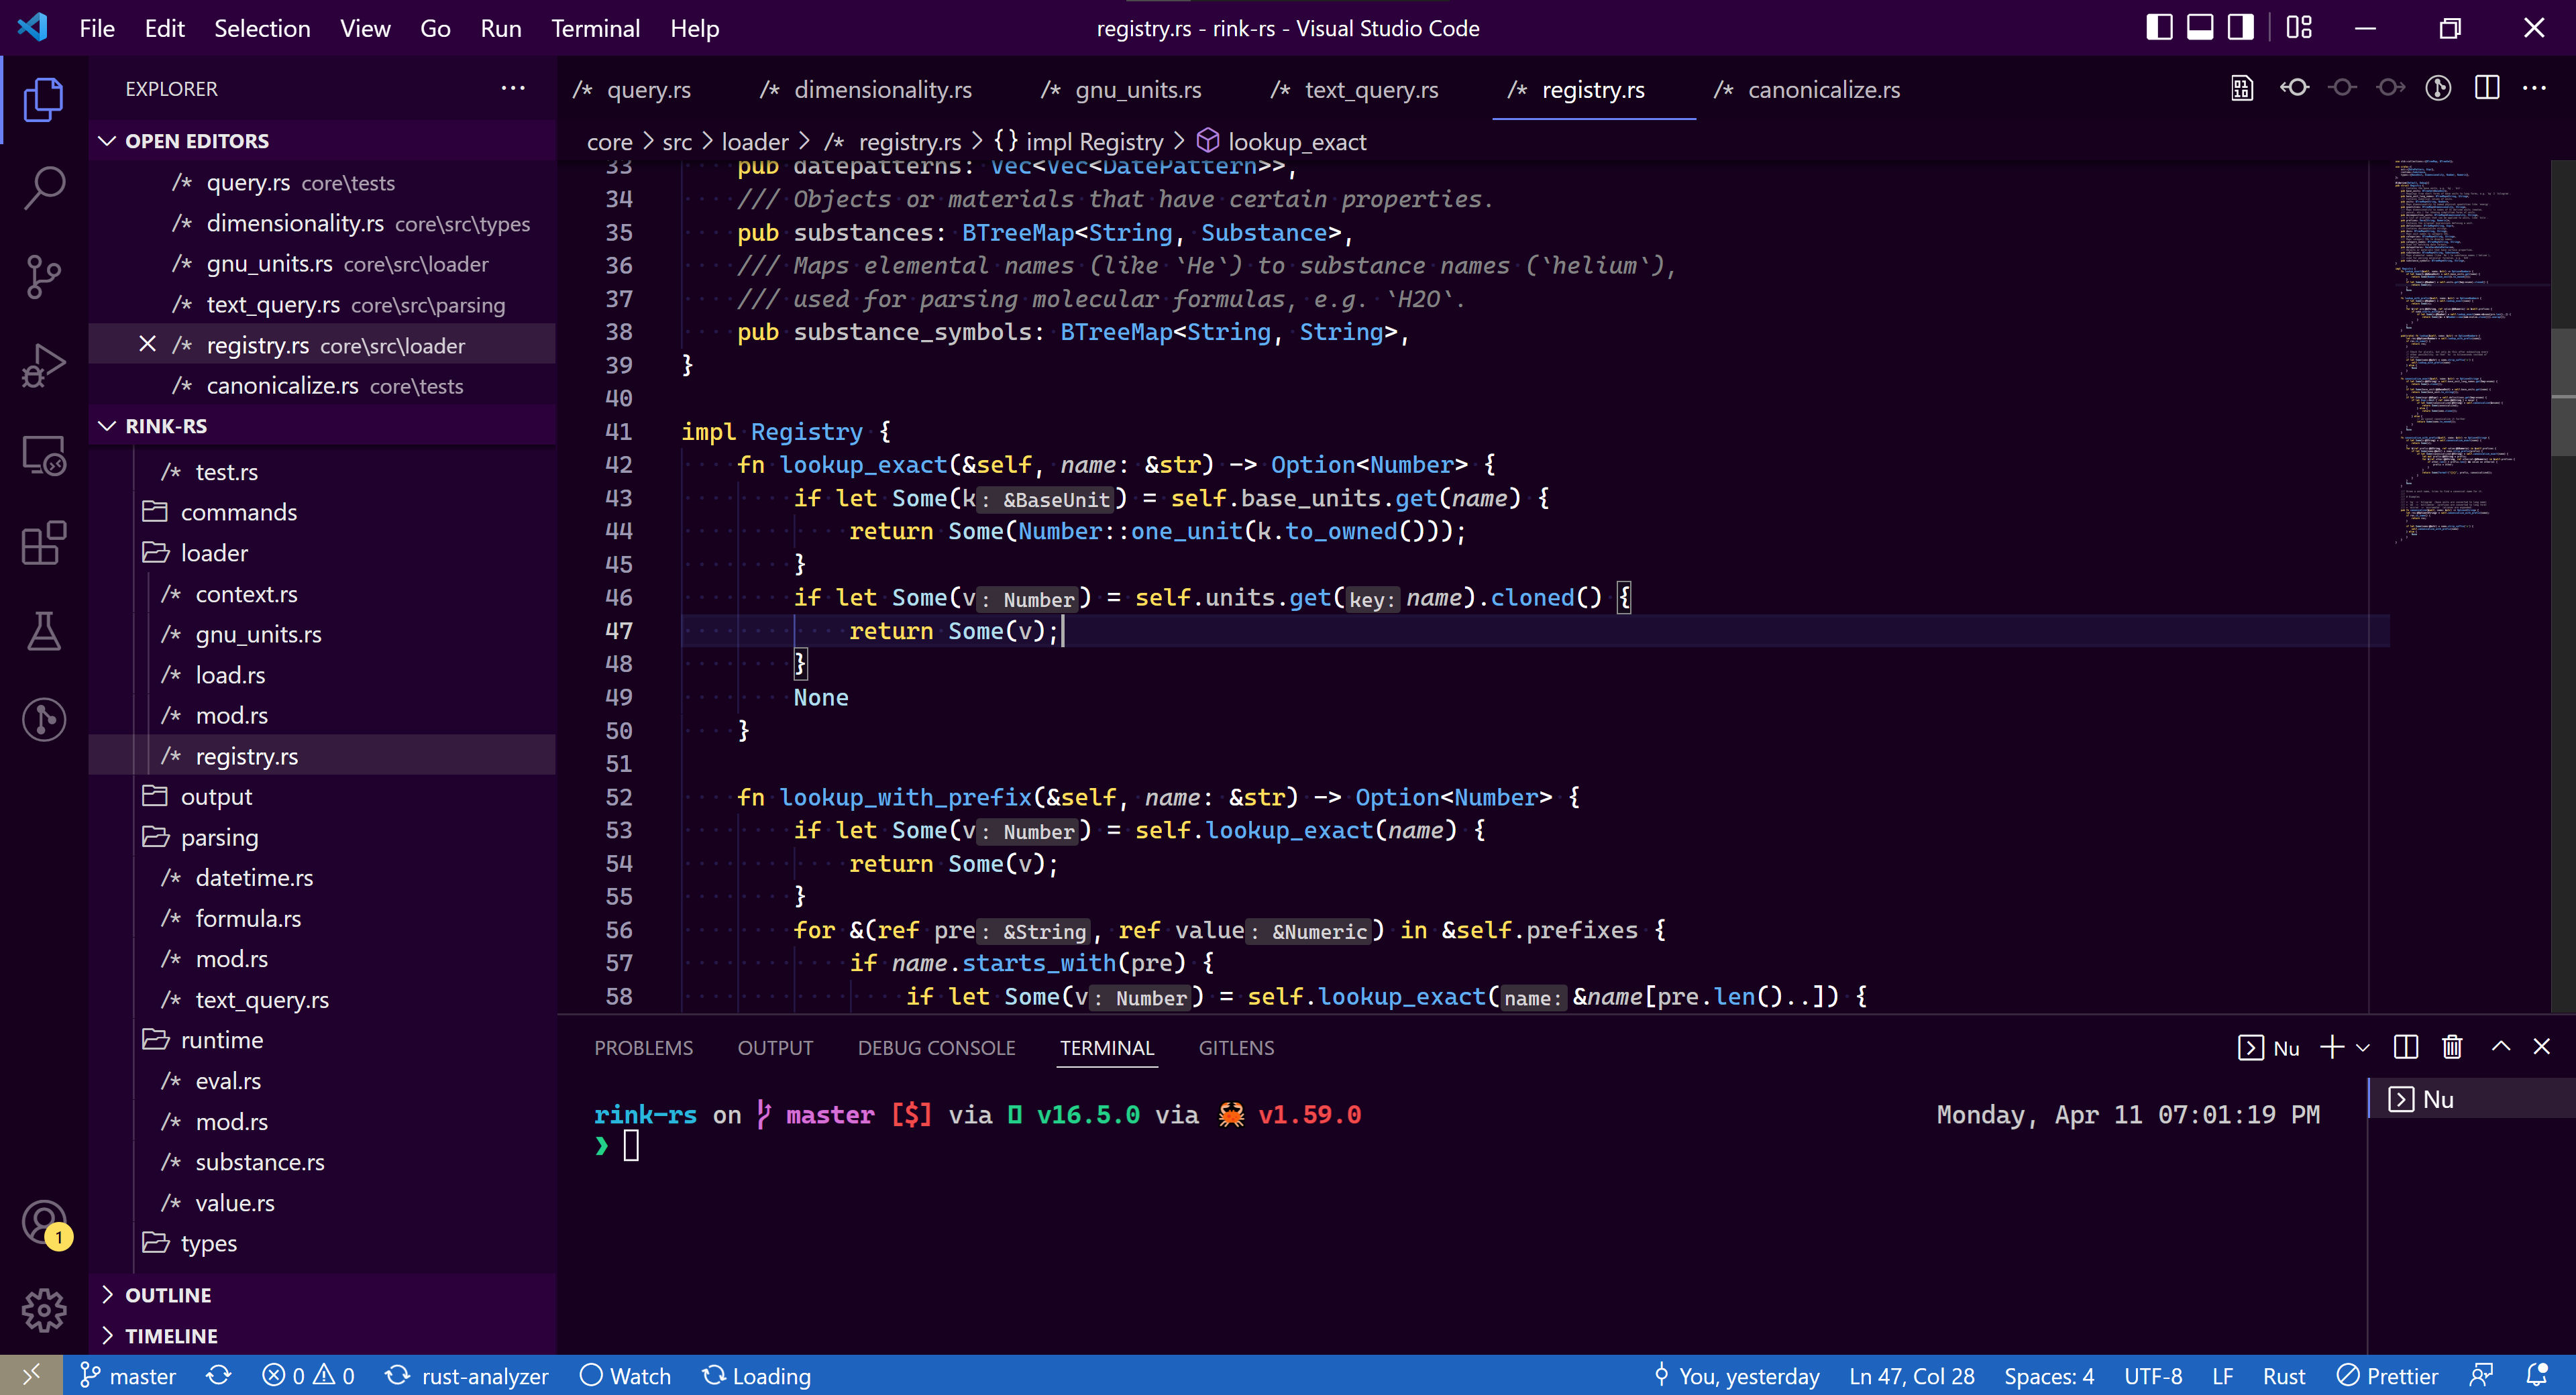 File Edit Selection View Go Run Terminal Help
registry.rs - rink-rs - Visual Studio Code
EXPLORER
OPEN EDITORS
/* query.rs core\tests
/* dimensionality.rs core\src\types
/* gnu_units.rs core\src\loader
/* text_query.rs core\src\parsing
/* registry.rs core\src\loader
/* canonicalize.rs core\tests
RINK-RS
/* test.rs
commands
loader
/* context.rs
/* gnu_units.rs
/* load.rs
/* mod.rs
/* registry.rs
output
parsing
/* datetime.rs
/* formula.rs
/* mod.rs
/* text_query.rs
runtime
/* eval.rs
/* mod.rs
/* substance.rs
/* value.rs
types
OUTLINE
TIMELINE
1
/* query.rs /* dimensionality.rs /* gnu_units.rs /* text_query.rs /* registry.rs /* canonicalize.rs
core > src > loader > /* registry.rs > {} impl Registry > lookup_exact
33 pub datepatterns: Vec<Vec<DatePattern>>,
34 /// Objects or materials that have certain properties.
35 pub substances: BTreeMap<String, Substance>,
36 /// Maps elemental names (like `He`) to substance names (`helium`),
37 /// used for parsing molecular formulas, e.g. `H2O`.
38 pub substance_symbols: BTreeMap<String, String>,
39 }
40
41 impl Registry {
42 fn lookup_exact(&self, name: &str) -> Option<Number> {
43 if let Some(k: &BaseUnit) = self.base_units.get(name) {
44 return Some(Number::one_unit(k.to_owned()));
45 }
46 if let Some(v: Number) = self.units.get(key: name).cloned() {
47 return Some(v);
48 }
49 None
50 }
51
52 fn lookup_with_prefix(&self, name: &str) -> Option<Number> {
53 if let Some(v: Number) = self.lookup_exact(name) {
54 return Some(v);
55 }
56 for &(ref pre: &String, ref value: &Numeric) in &self.prefixes {
57 if name.starts_with(pre) {
58 if let Some(v: Number) = self.lookup_exact(name: &name[pre.len()..]) {
PROBLEMS OUTPUT DEBUG CONSOLE TERMINAL GITLENS
Nu
rink-rs on master [$] via v16.5.0 via 🦀 v1.59.0 Monday, Apr 11 07:01:19 PM
❯
Nu
master 0 0 rust-analyzer Watch Loading
You, yesterday Ln 47, Col 28 Spaces: 4 UTF-8 LF Rust Prettier